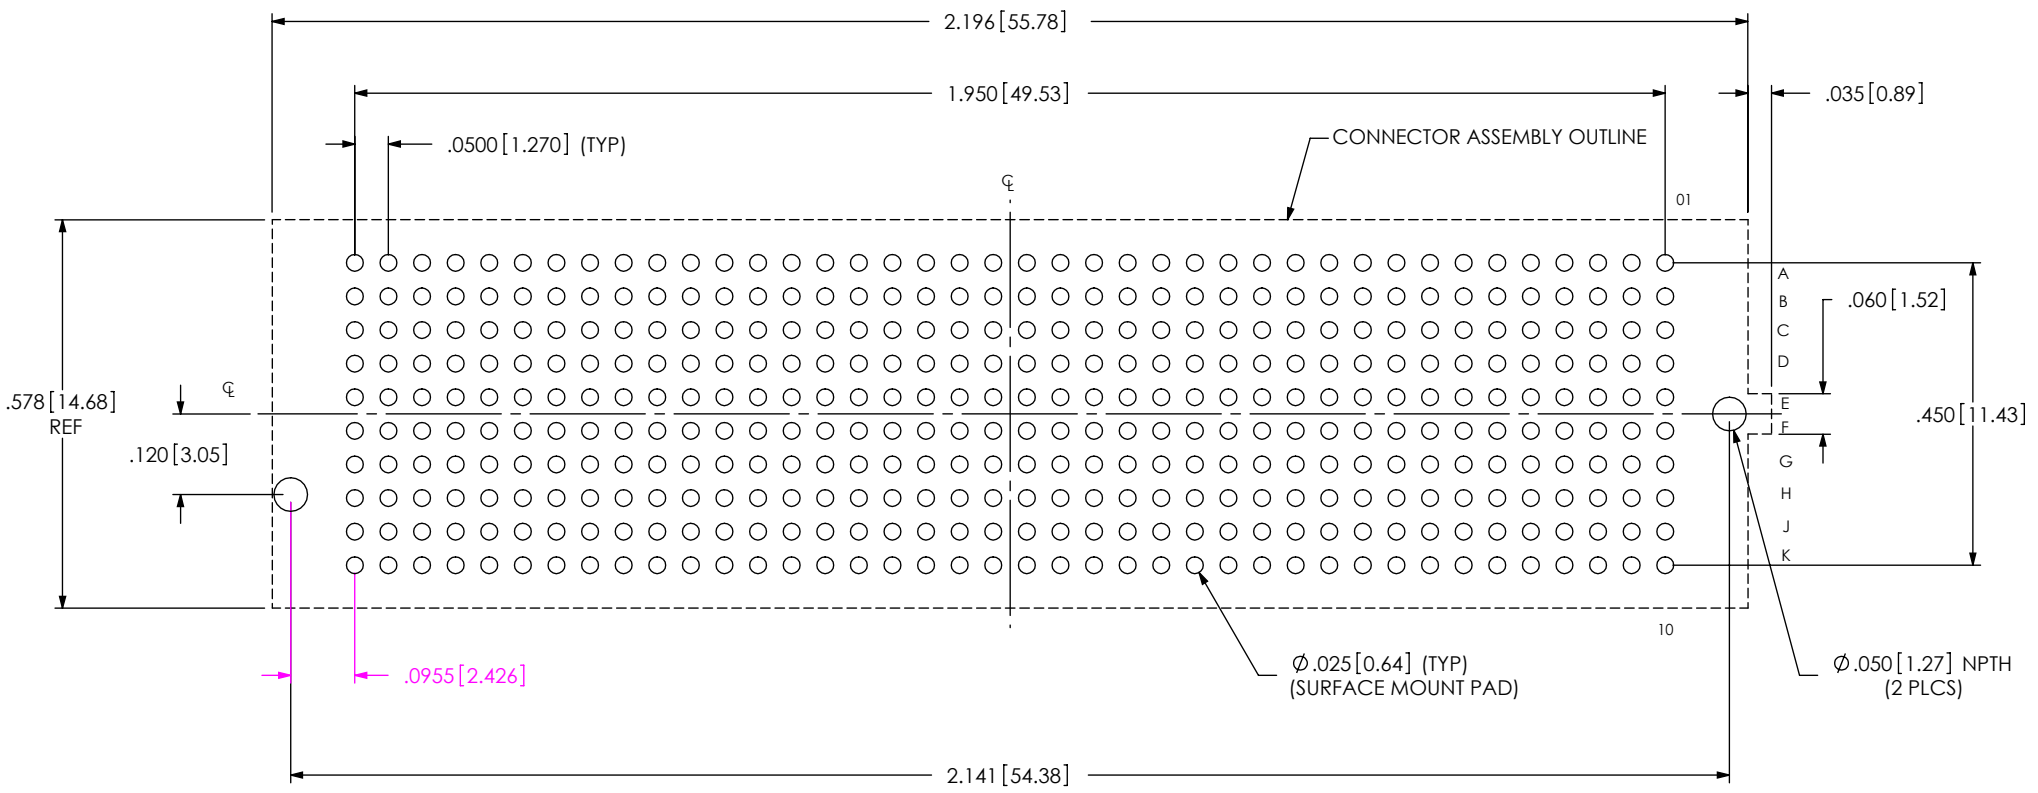 2.196[55.78]
1.950[49.53]
.035[0.89]
.0500[1.270] (TYP)
CONNECTOR ASSEMBLY OUTLINE
℄
01
A
B
.060[1.52]
C
D
℄
.578[14.68]
REF
E
.450[11.43]
F
.120[3.05]
G
H
J
K
10
.0955[2.426]
Ø.025[0.64] (TYP)
(SURFACE MOUNT PAD)
Ø.050[1.27] NPTH
(2 PLCS)
2.141[54.38]